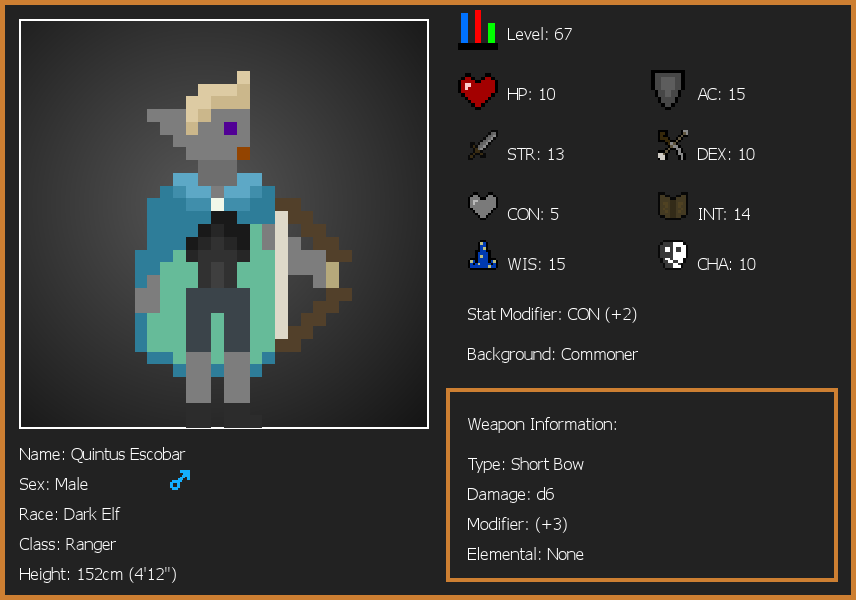 Level: 67
HP: 10
AC: 15
STR: 13
DEX: 10
CON: 5
INT: 14
WIS: 15
CHA: 10
Stat Modifier: CON (+2)
Background: Commoner
Weapon Information:
Type: Short Bow
Damage: d6
Modifier: (+3)
Elemental: None
Name: Quintus Escobar
Sex: Male
Race: Dark Elf
Class: Ranger
Height: 152cm (4'12")